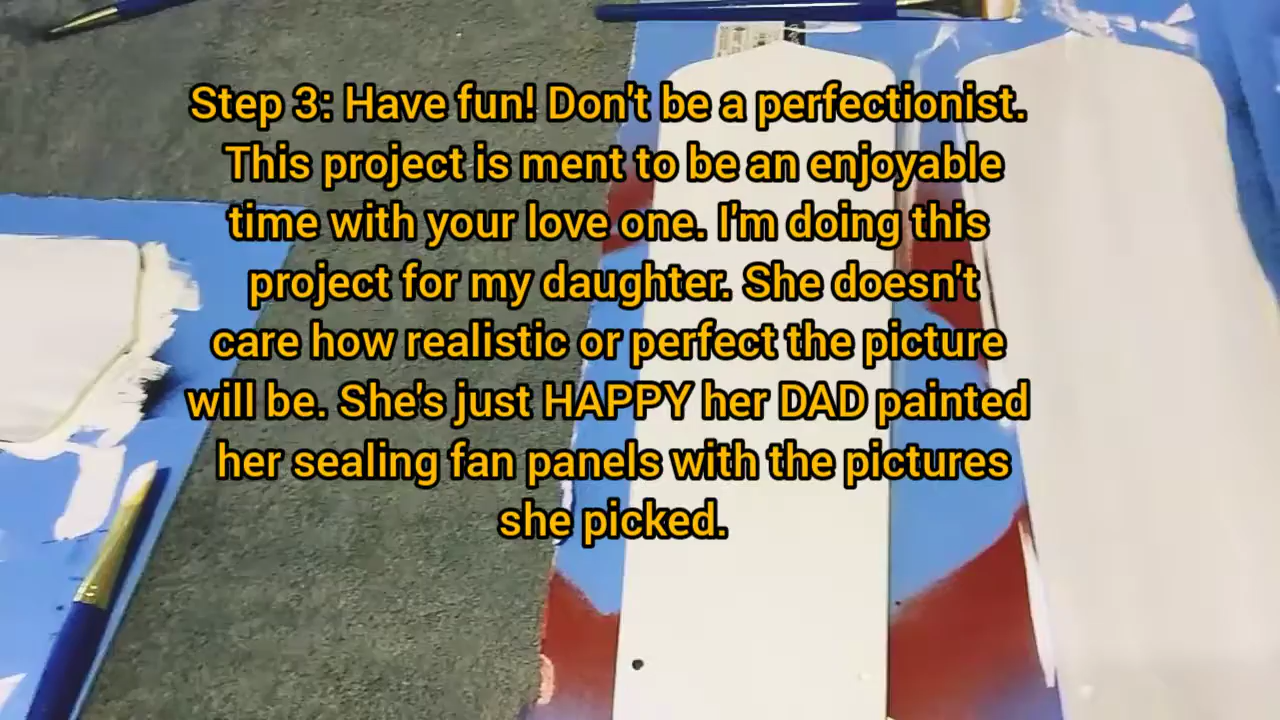 Step 3: Have fun! Don't be a perfectionist.
This project is ment to be an enjoyable
time with your love one. I'm doing this
project for my daughter. She doesn't
care how realistic or perfect the picture
will be. She's just HAPPY her DAD painted
her sealing fan panels with the pictures
she picked.